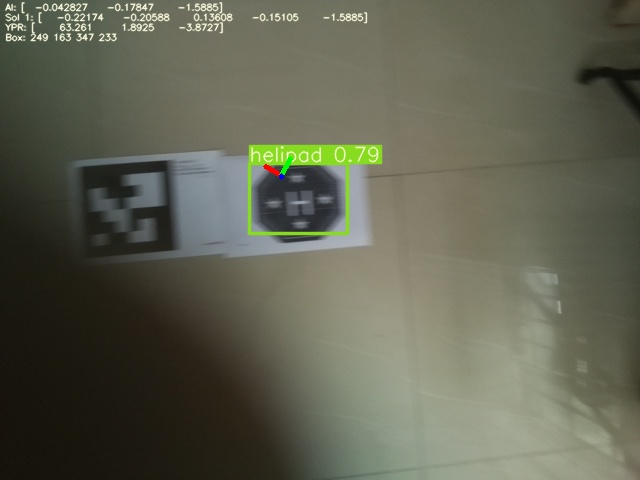 AI: [ -0.042827 -0.17847 -1.5885]
Sol 1: [ -0.22174 -0.20588 0.13608 -0.15105 -1.5885]
YPR: [ 63.261 1.8925 -3.8727]
Box: 249 163 347 233
helipad 0.79
H